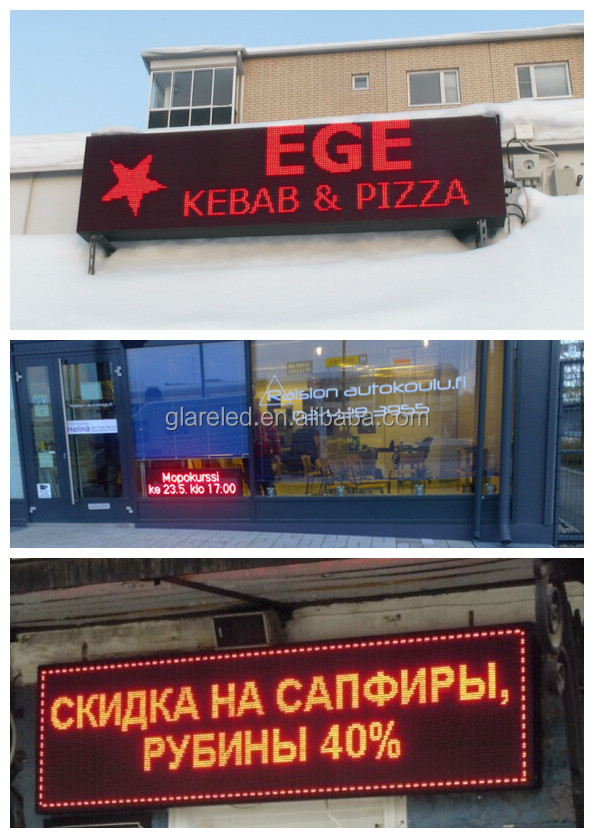 EGE
KEBAB & PIZZA
Raision autokoulu.fi
glareled.en.alibaba.com
Helinä
Mopokurssi
ke 23.5. klo 17:00
СКИДКА НА САПФИРЫ,
РУБИНЫ 40%